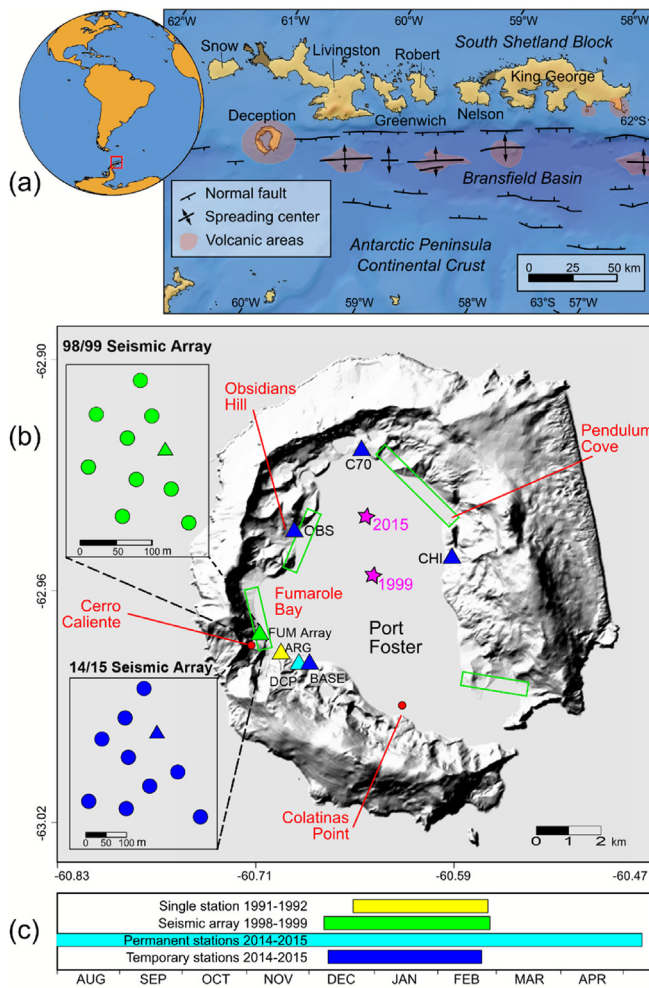 62°W
61°W
60°W
59°W
58°W
Snow
Livingston
Robert
South Shetland Block
King George
Deception
Greenwich
Nelson
62°S
Bransfield Basin
(a)
Normal fault
Spreading center
Volcanic areas
Antarctic Peninsula
Continental Crust
0 25 50 km
60°W
59°W
58°W
63°S 57°W
98/99 Seismic Array
-62.90
(b)
Obsidians
Hill
Pendulum
Cove
C70
2015
OBS
CHI
0 50 100 m
-62.96
1999
Fumarole
Bay
Cerro
Caliente
Port
Foster
FUM Array
ARG
DCP
BASE
14/15 Seismic Array
0 50 100 m
Colatinas
Point
-63.02
0 1 2
km
-60.83
-60.71
-60.59
-60.47
(c)
Single station 1991-1992
Seismic array 1998-1999
Permanent stations 2014-2015
Temporary stations 2014-2015
AUG SEP OCT NOV DEC JAN FEB MAR APR